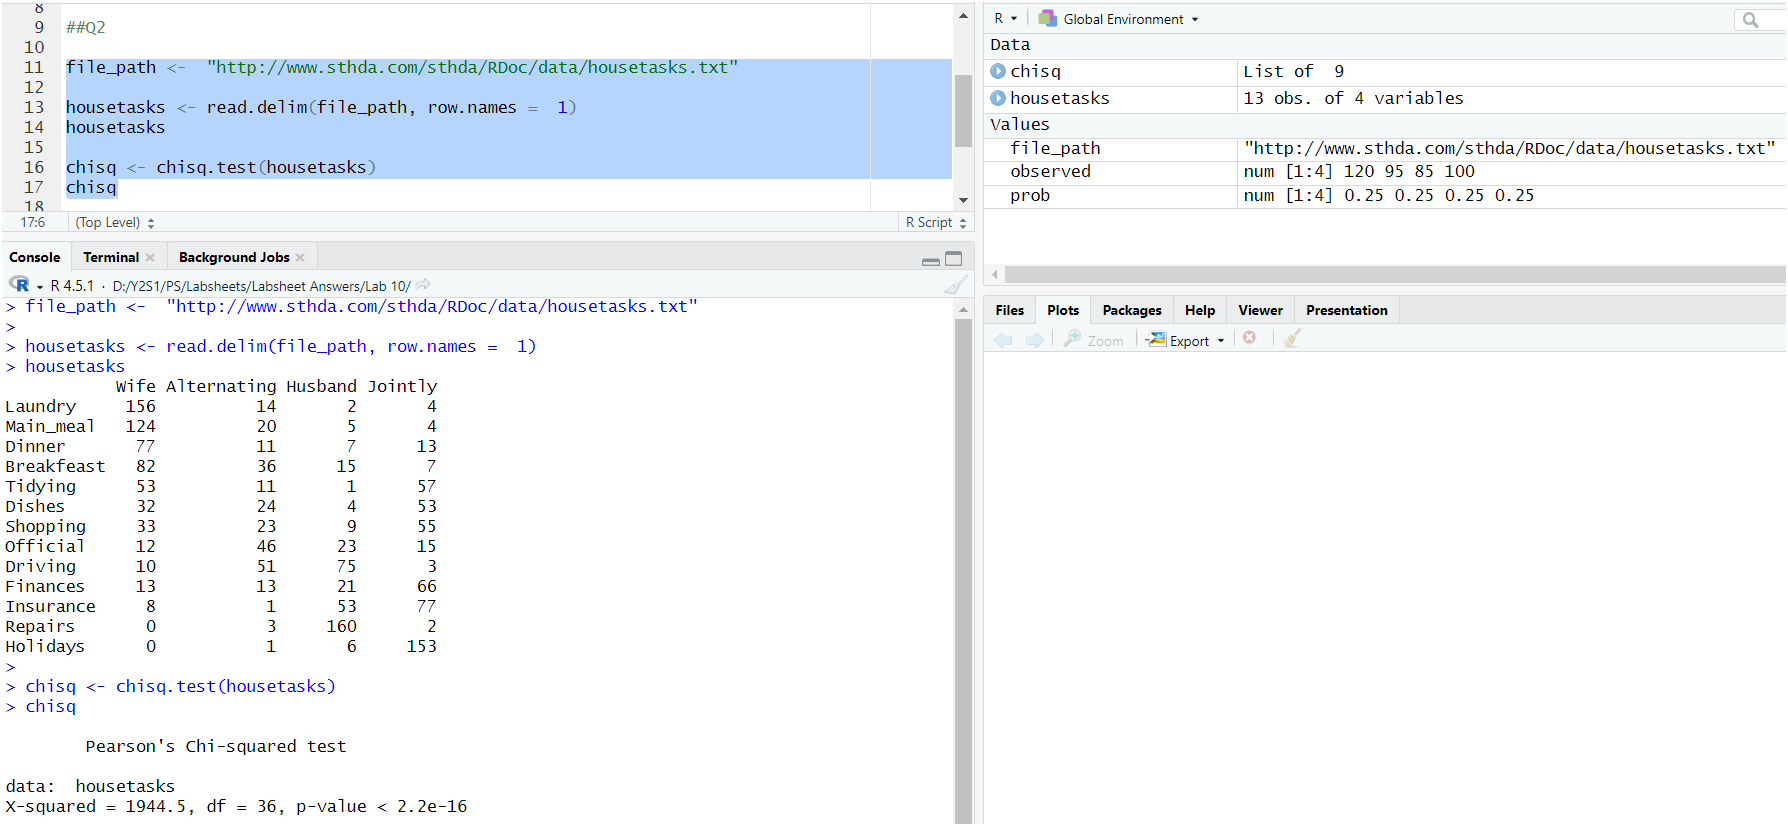 8
9 ##Q2
10
11 file_path <-  "http://www.sthda.com/sthda/RDoc/data/housetasks.txt"
12
13 housetasks <- read.delim(file_path, row.names =  1)
14 housetasks
15
16 chisq <- chisq.test(housetasks)
17 chisq
18
17:6 (Top Level) R Script
Console Terminal Background Jobs
R R 4.5.1 · D:/Y2S1/PS/Labsheets/Labsheet Answers/Lab 10/
> file_path <-  "http://www.sthda.com/sthda/RDoc/data/housetasks.txt"
>
> housetasks <- read.delim(file_path, row.names =  1)
> housetasks
           Wife Alternating Husband Jointly
Laundry     156          14       2       4
Main_meal   124          20       5       4
Dinner       77          11       7      13
Breakfeast   82          36      15       7
Tidying      53          11       1      57
Dishes       32          24       4      53
Shopping     33          23       9      55
Official     12          46      23      15
Driving      10          51      75       3
Finances     13          13      21      66
Insurance     8           1      53      77
Repairs       0           3     160       2
Holidays      0           1       6     153
>
> chisq <- chisq.test(housetasks)
> chisq
        Pearson's Chi-squared test
data:  housetasks
X-squared = 1944.5, df = 36, p-value < 2.2e-16
R Global Environment
Data
chisq List of  9
housetasks 13 obs. of 4 variables
Values
file_path "http://www.sthda.com/sthda/RDoc/data/housetasks.txt"
observed num [1:4] 120 95 85 100
prob num [1:4] 0.25 0.25 0.25 0.25
Files Plots Packages Help Viewer Presentation
Zoom Export